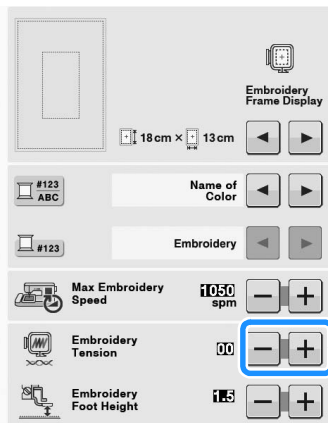 Embroidery
Frame Display
18 cm × 13 cm
#123
ABC
Name of
Color
#123
Embroidery
Max Embroidery
Speed
1050
spm
Embroidery
Tension
00
Embroidery
Foot Height
1.5